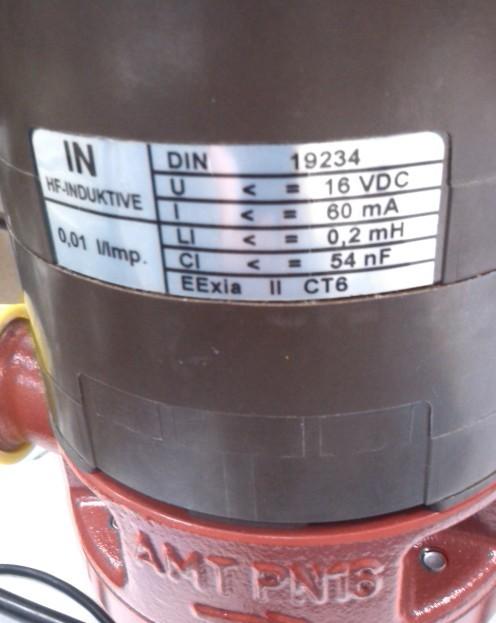 IN
HF-INDUKTIVE
0,01 l/Imp.
DIN 19234
U < = 16 VDC
I < = 60 mA
LI < = 0,2 mH
CI < = 54 nF
EExia II CT6
AMT PN16